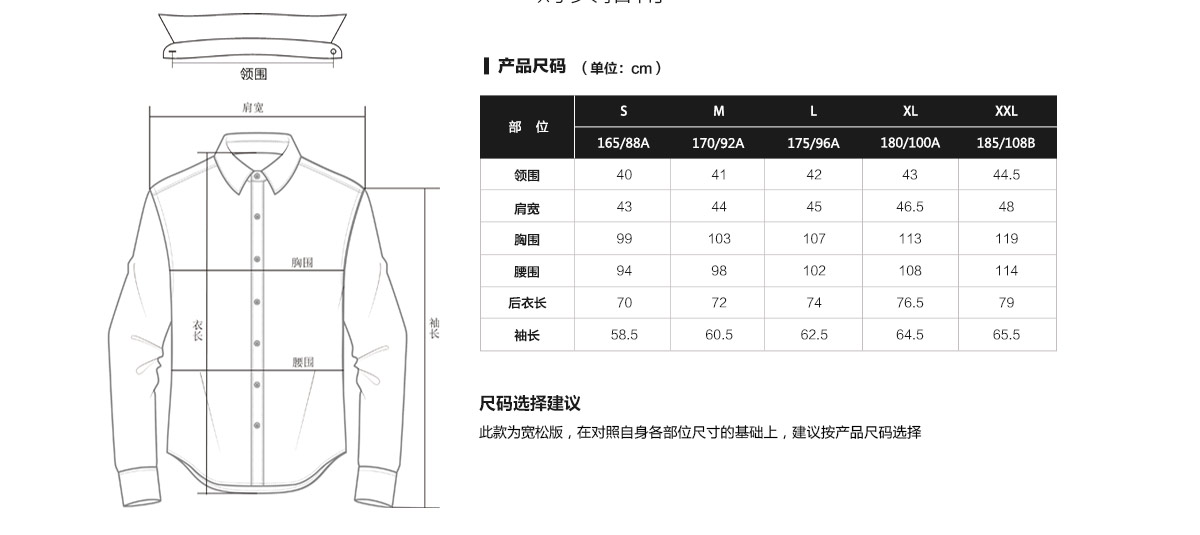 领围
肩宽
胸围
衣长
腰围
袖长
产品尺码 （单位：cm）
部 位 S M L XL XXL
165/88A 170/92A 175/96A 180/100A 185/108B
领围 40 41 42 43 44.5
肩宽 43 44 45 46.5 48
胸围 99 103 107 113 119
腰围 94 98 102 108 114
后衣长 70 72 74 76.5 79
袖长 58.5 60.5 62.5 64.5 65.5
尺码选择建议
此款为宽松版，在对照自身各部位尺寸的基础上，建议按产品尺码选择